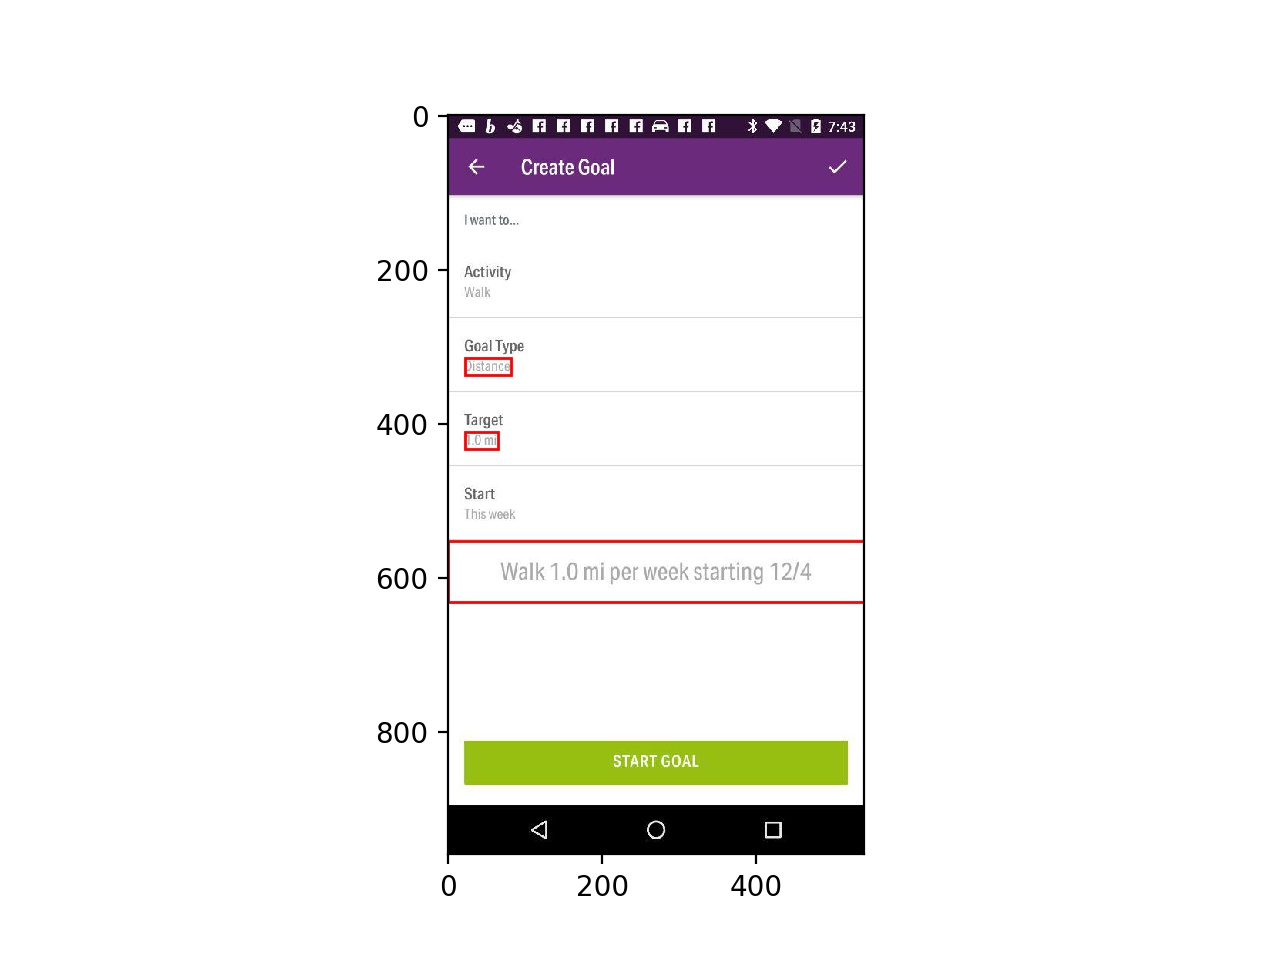 0
200
400
600
800
7:43
Create Goal
I want to...
Activity
Walk
Goal Type
Distance
Target
1.0 mi
Start
This week
Walk 1.0 mi per week starting 12/4
START GOAL
0 200 400